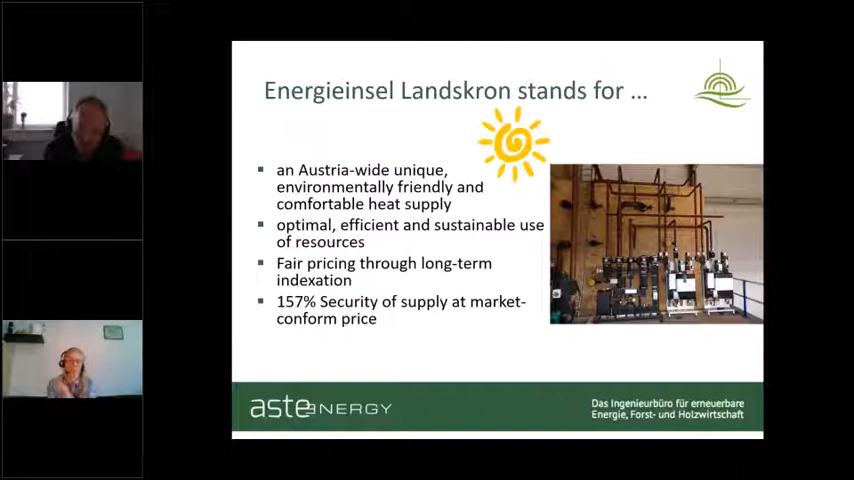 Energieinsel Landskron stands for ...
▪ an Austria-wide unique,
environmentally friendly and
comfortable heat supply
▪ optimal, efficient and sustainable use
of resources
▪ Fair pricing through long-term
indexation
▪ 157% Security of supply at market-
conform price
aste ENERGY
Das Ingenieurbüro für erneuerbare
Energie, Forst- und Holzwirtschaft